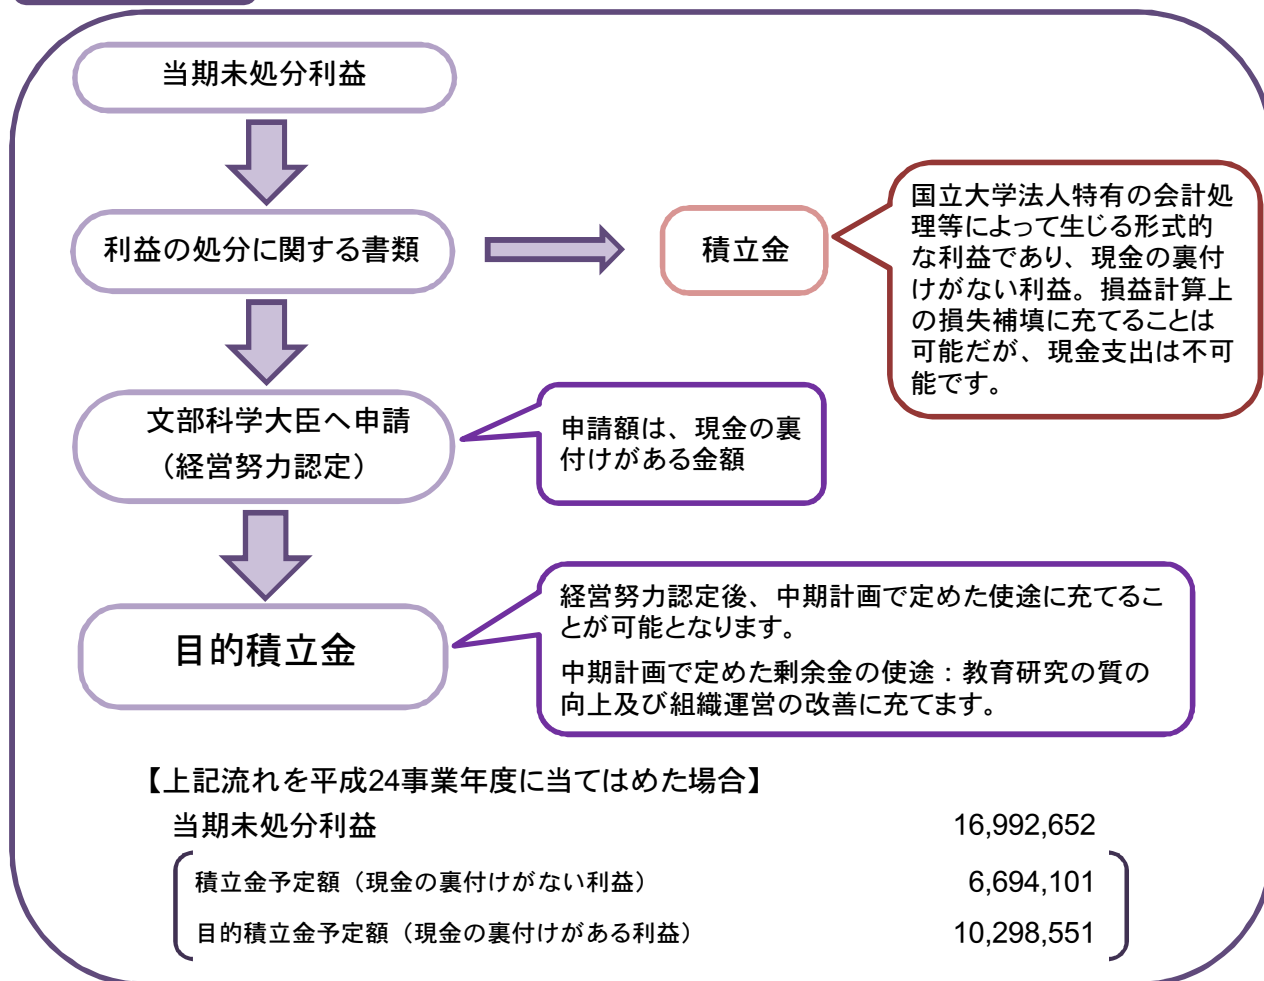 当期未処分利益
利益の処分に関する書類
積立金
国立大学法人特有の会計処
理等によって生じる形式的
な利益であり、現金の裏付
けがない利益。損益計算上
の損失補填に充てることは
可能だが、現金支出は不可
能です。
文部科学大臣へ申請
（経営努力認定）
申請額は、現金の裏
付けがある金額
目的積立金
経営努力認定後、中期計画で定めた使途に充てるこ
とが可能となります。
中期計画で定めた剰余金の使途：教育研究の質の
向上及び組織運営の改善に充てます。
【上記流れを平成24事業年度に当てはめた場合】
当期未処分利益 16,992,652
積立金予定額（現金の裏付けがない利益） 6,694,101
目的積立金予定額（現金の裏付けがある利益） 10,298,551